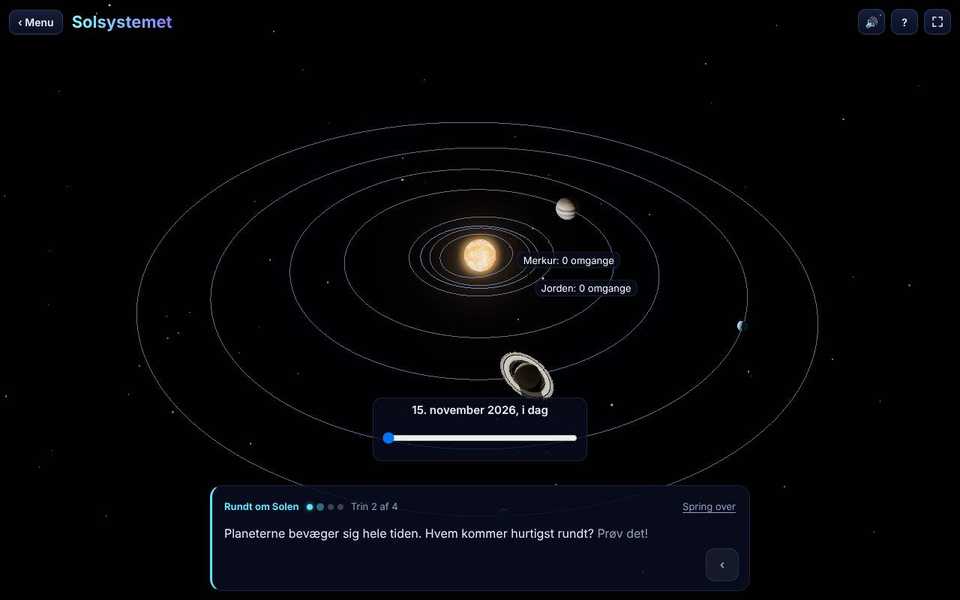 ‹ Menu
Solsystemet
?
Merkur: 0 omgange
Jorden: 0 omgange
15. november 2026, i dag
Rundt om Solen
Trin 2 af 4
Spring over
Planeterne bevæger sig hele tiden. Hvem kommer hurtigst rundt? Prøv det!
‹